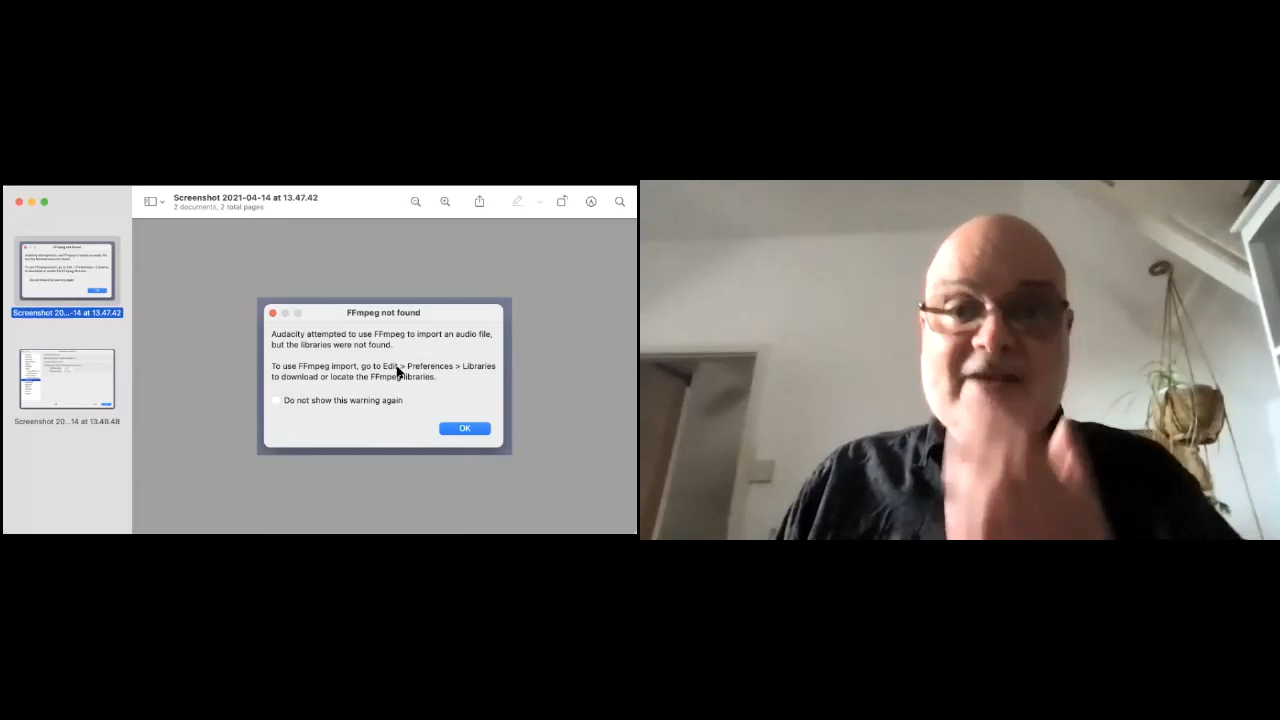 Screenshot 2021-04-14 at 13.47.42
2 documents, 2 total pages
FFmpeg not found
Screenshot 20...-14 at 13.47.42
Screenshot 20...14 at 13.48.48
FFmpeg not found
Audacity attempted to use FFmpeg to import an audio file,
but the libraries were not found.
To use FFmpeg import, go to Edit > Preferences > Libraries
to download or locate the FFmpeg libraries.
Do not show this warning again
OK